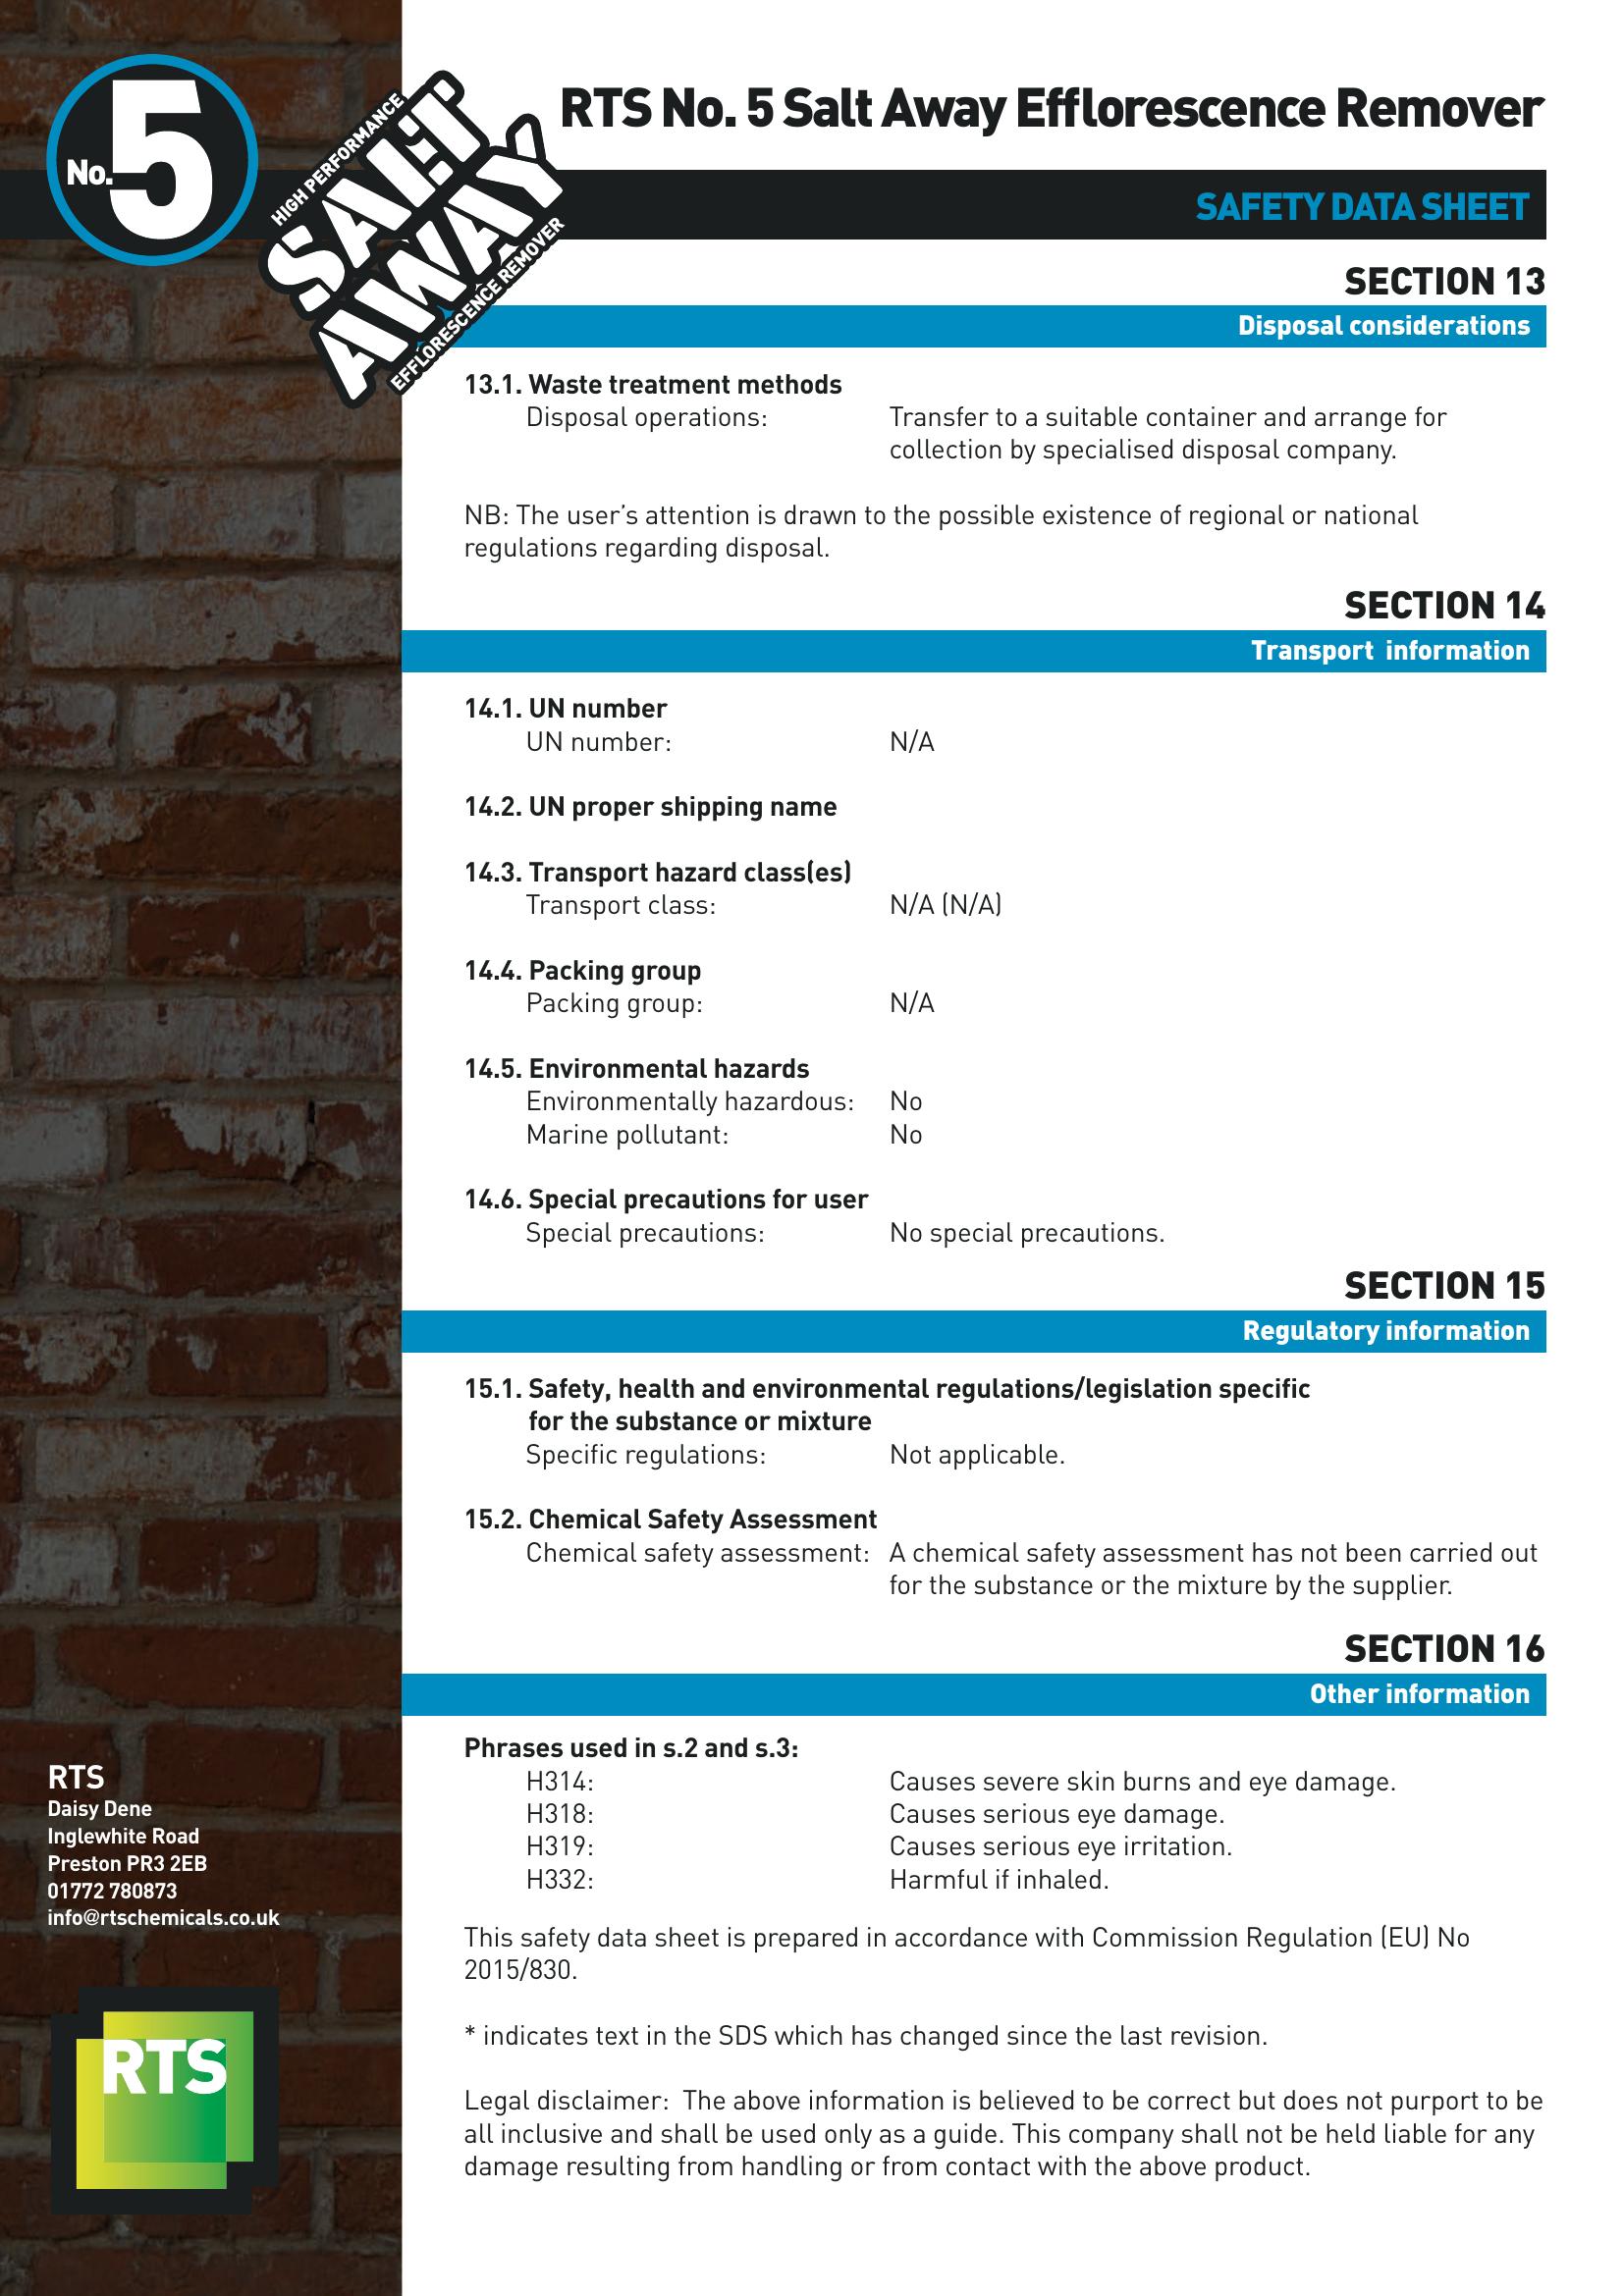 No.5
HIGH PERFORMANCE
SALT
AWAY
EFFLORESCENCE REMOVER
RTS No. 5 Salt Away Efflorescence Remover
SAFETY DATA SHEET
SECTION 13
Disposal considerations
13.1. Waste treatment methods
Disposal operations: Transfer to a suitable container and arrange for
collection by specialised disposal company.
NB: The user’s attention is drawn to the possible existence of regional or national
regulations regarding disposal.
SECTION 14
Transport information
14.1. UN number
UN number: N/A
14.2. UN proper shipping name
14.3. Transport hazard class(es)
Transport class: N/A (N/A)
14.4. Packing group
Packing group: N/A
14.5. Environmental hazards
Environmentally hazardous: No
Marine pollutant: No
14.6. Special precautions for user
Special precautions: No special precautions.
SECTION 15
Regulatory information
15.1. Safety, health and environmental regulations/legislation specific
for the substance or mixture
Specific regulations: Not applicable.
15.2. Chemical Safety Assessment
Chemical safety assessment: A chemical safety assessment has not been carried out
for the substance or the mixture by the supplier.
SECTION 16
Other information
Phrases used in s.2 and s.3:
H314: Causes severe skin burns and eye damage.
H318: Causes serious eye damage.
H319: Causes serious eye irritation.
H332: Harmful if inhaled.
This safety data sheet is prepared in accordance with Commission Regulation (EU) No
2015/830.
* indicates text in the SDS which has changed since the last revision.
Legal disclaimer: The above information is believed to be correct but does not purport to be
all inclusive and shall be used only as a guide. This company shall not be held liable for any
damage resulting from handling or from contact with the above product.
RTS
Daisy Dene
Inglewhite Road
Preston PR3 2EB
01772 780873
info@rtschemicals.co.uk
RTS